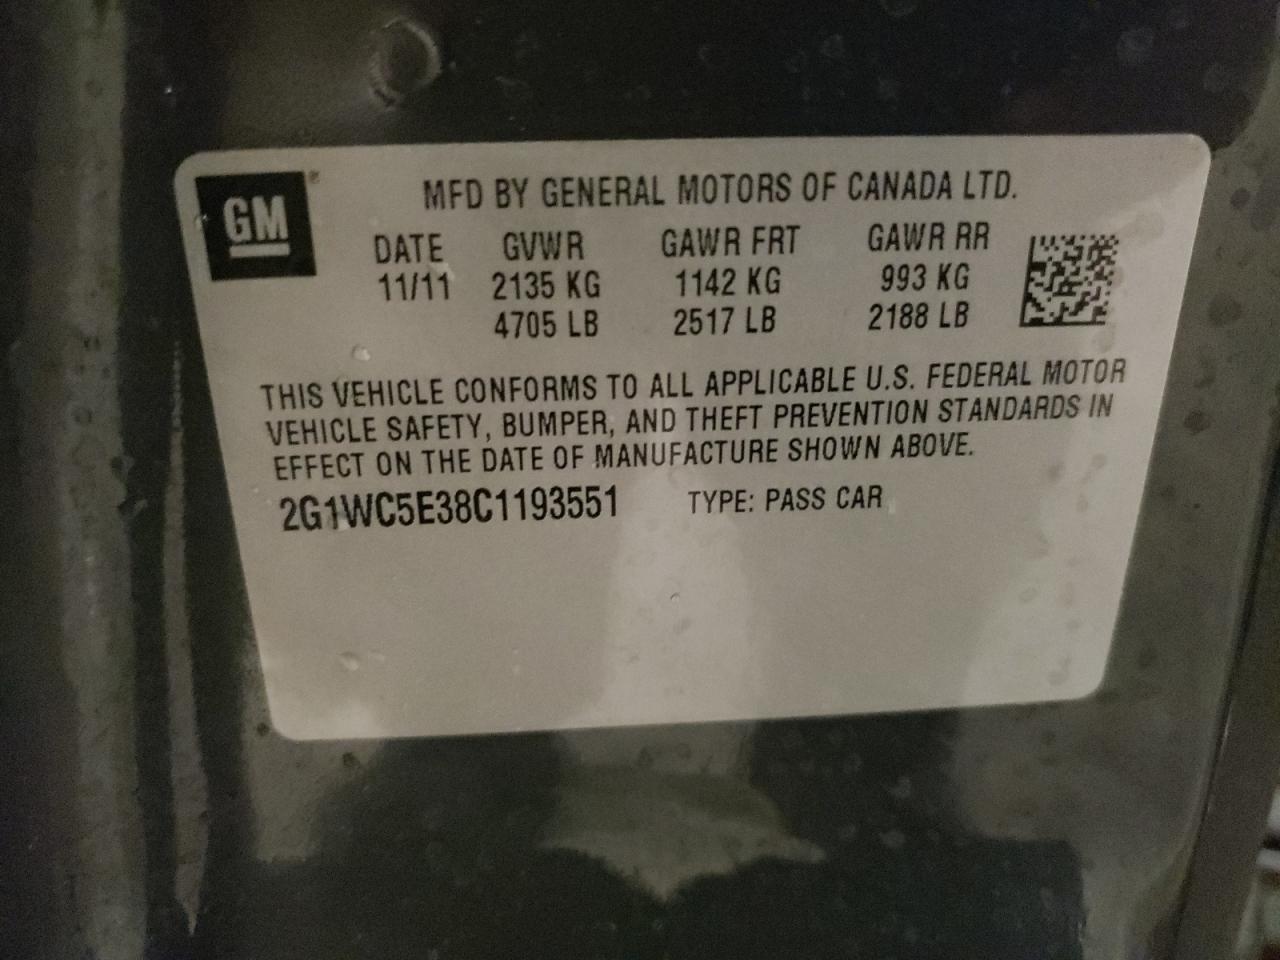 GM ®
MFD BY GENERAL MOTORS OF CANADA LTD.
DATE GVWR GAWR FRT GAWR RR
11/11 2135 KG 1142 KG 993 KG
4705 LB 2517 LB 2188 LB
THIS VEHICLE CONFORMS TO ALL APPLICABLE U.S. FEDERAL MOTOR
VEHICLE SAFETY, BUMPER, AND THEFT PREVENTION STANDARDS IN
EFFECT ON THE DATE OF MANUFACTURE SHOWN ABOVE.
2G1WC5E38C1193551 TYPE: PASS CAR